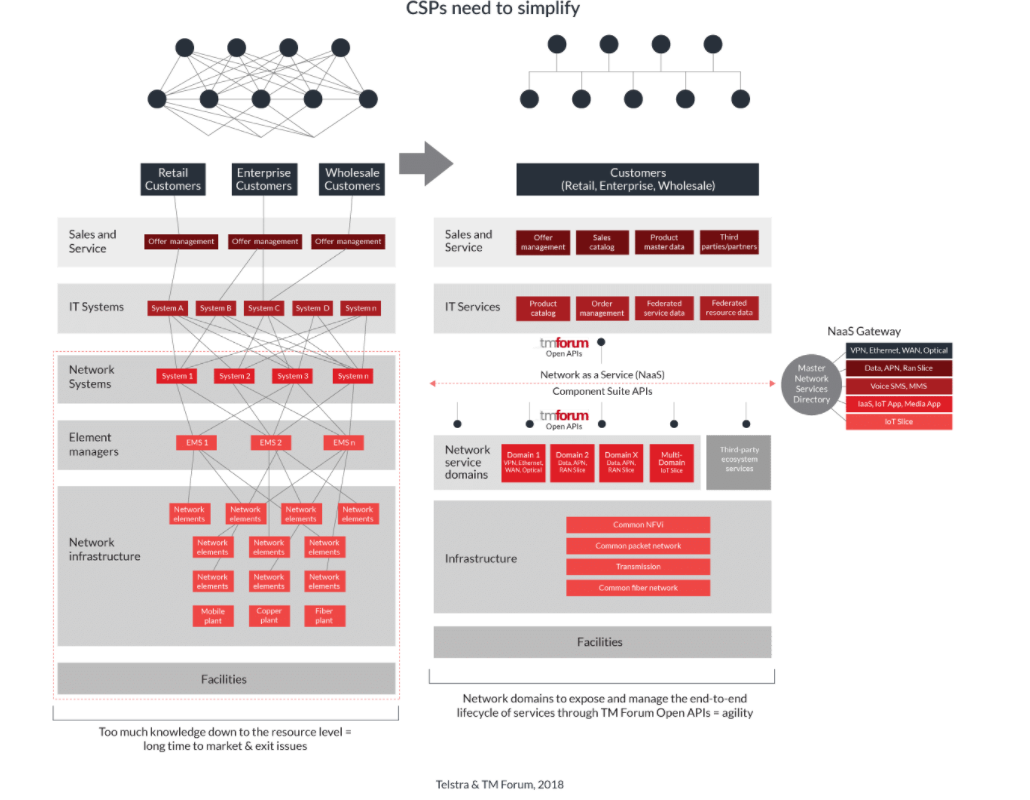 CSPs need to simplify
Retail
Customers
Enterprise
Customers
Wholesale
Customers
Sales and
Service
Offer management
Offer management
Offer management
IT Systems
System A
System B
System C
System D
System n
Network
Systems
System 1
System 2
System 3
System n
Element
managers
EMS 1
EMS 2
EMS n
Network
infrastructure
Network
elements
Network
elements
Network
elements
Network
elements
Network
elements
Network
elements
Network
elements
Network
elements
Network
elements
Network
elements
Mobile
plant
Copper
plant
Fiber
plant
Facilities
Too much knowledge down to the resource level =
long time to market & exit issues
Customers
(Retail, Enterprise, Wholesale)
Sales and
Service
Offer
management
Sales
catalog
Product
master data
Third
parties/partners
IT Services
Product
catalog
Order
management
Federated
service data
Federated
resource data
tmforum
Open APIs
Network as a Service (NaaS)
Component Suite APIs
tmforum
Open APIs
Network
service
domains
Domain 1
VPN, Ethernet,
WAN, Optical
Domain 2
Data, APN,
RAN Slice
Domain X
Data, APN,
RAN Slice
Multi-
Domain
IoT Slice
Third-party
ecosystem
services
Infrastructure
Common NFVi
Common packet network
Transmission
Common fiber network
Facilities
Network domains to expose and manage the end-to-end
lifecycle of services through TM Forum Open APIs = agility
NaaS Gateway
Master
Network
Services
Directory
VPN, Ethernet, WAN, Optical
Data, APN, Ran Slice
Voice SMS, MMS
IaaS, IoT App, Media App
IoT Slice
Telstra & TM Forum, 2018